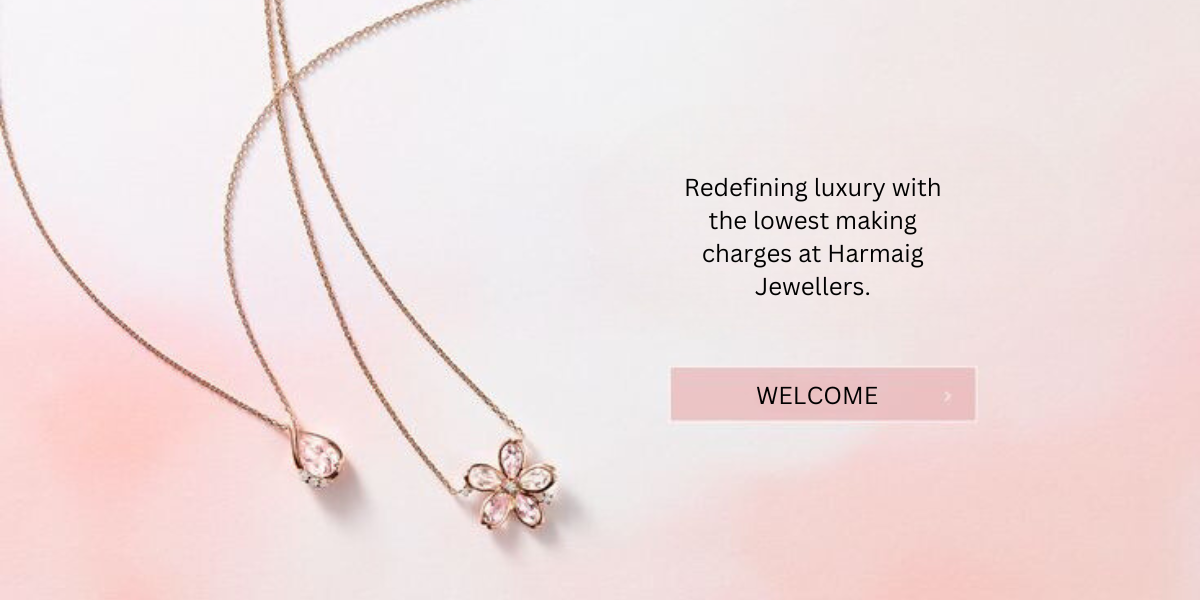 Redefining luxury with
the lowest making
charges at Harmaig
Jewellers.
WELCOME